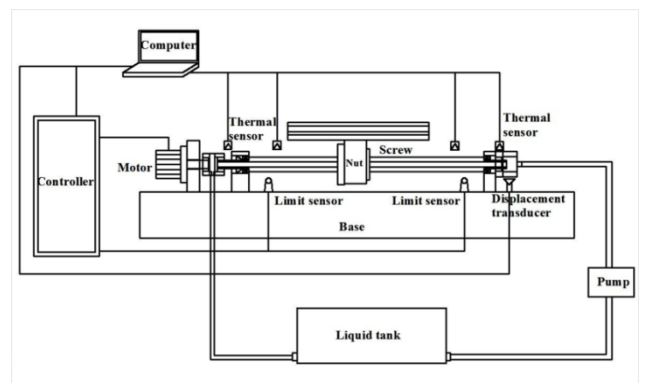 Computer
Thermal
sensor
Thermal
sensor
Motor
Nut
Screw
Controller
Limit sensor
Limit sensor
Displacement
transducer
Base
Pump
Liquid tank